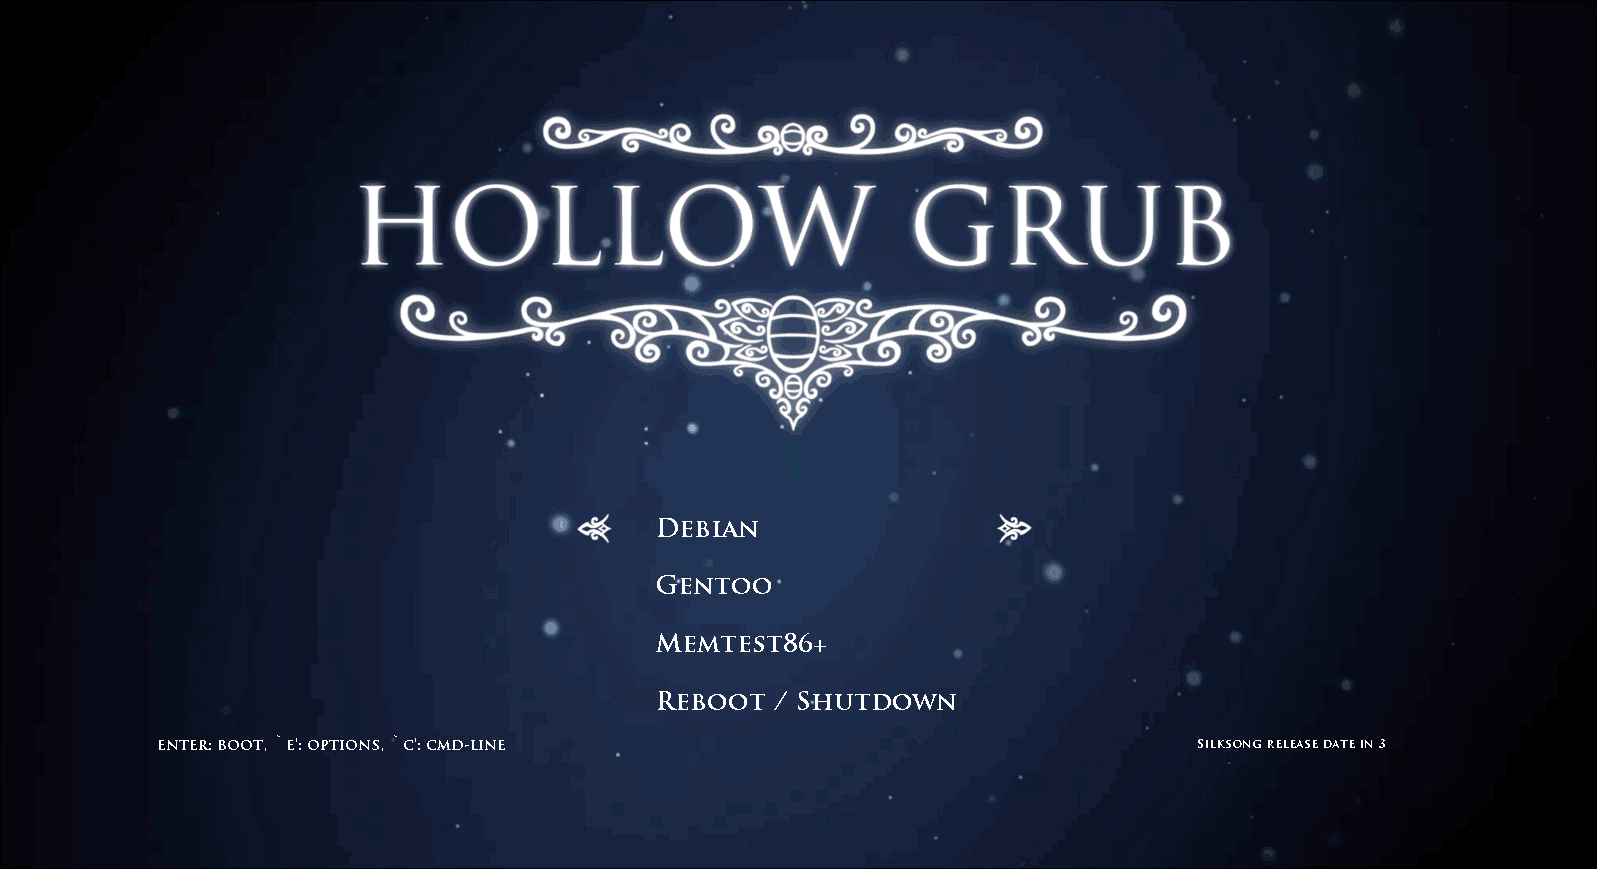 HOLLOW GRUB
Debian
Gentoo
Memtest86+
Reboot / Shutdown
enter: boot, `e': options, `c': cmd-line
Silksong release date in 3